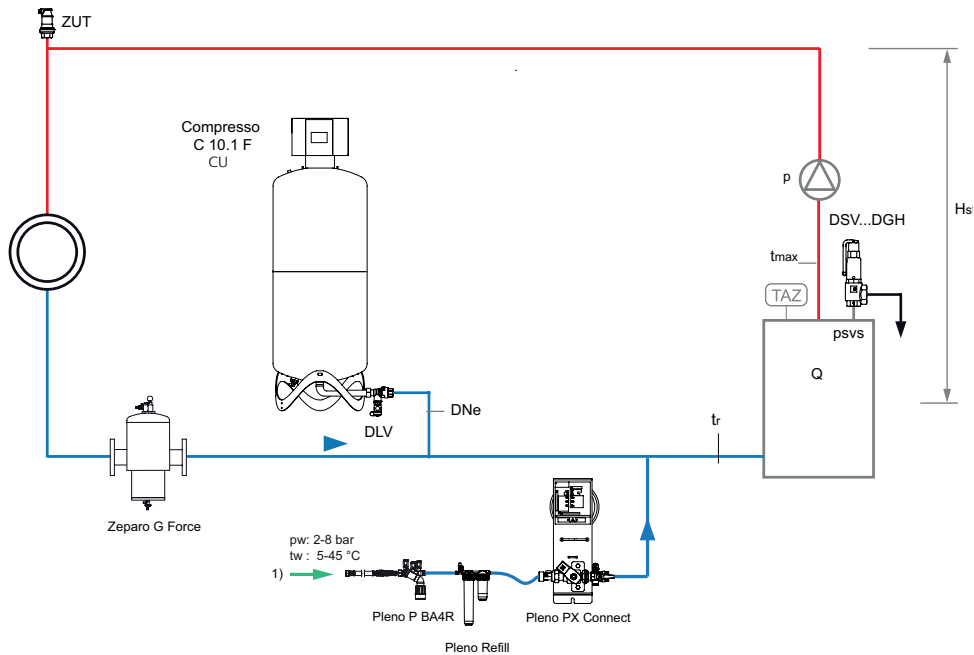 ZUT
Compresso
C 10.1 F
CU
p
Hs
DSV...DGH
tmax
TAZ
psvs
Q
DNe
DLV
tr
Zeparo G Force
pw: 2-8 bar
tw : 5-45 °C
1)
Pleno P BA4R
Pleno PX Connect
Pleno Refill